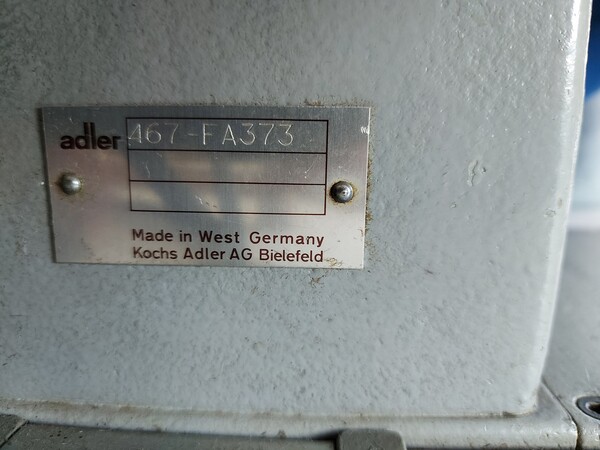 adler 467-FA373
Made in West Germany
Kochs Adler AG Bielefeld